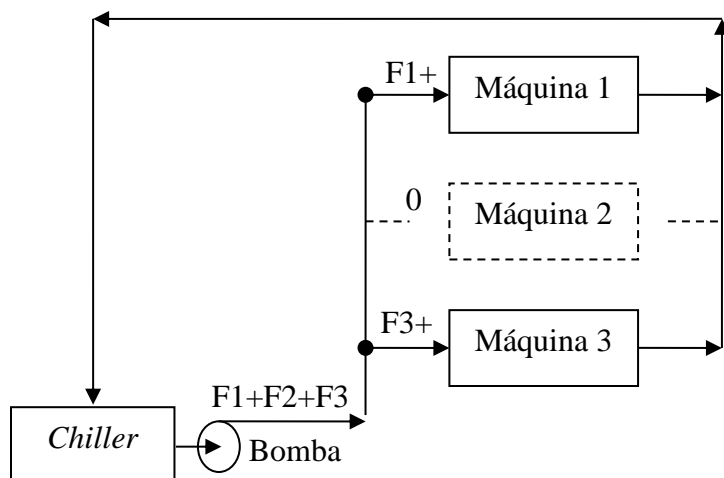 F1+
Máquina 1
0
Máquina 2
F3+
Máquina 3
F1+F2+F3
Chiller
Bomba